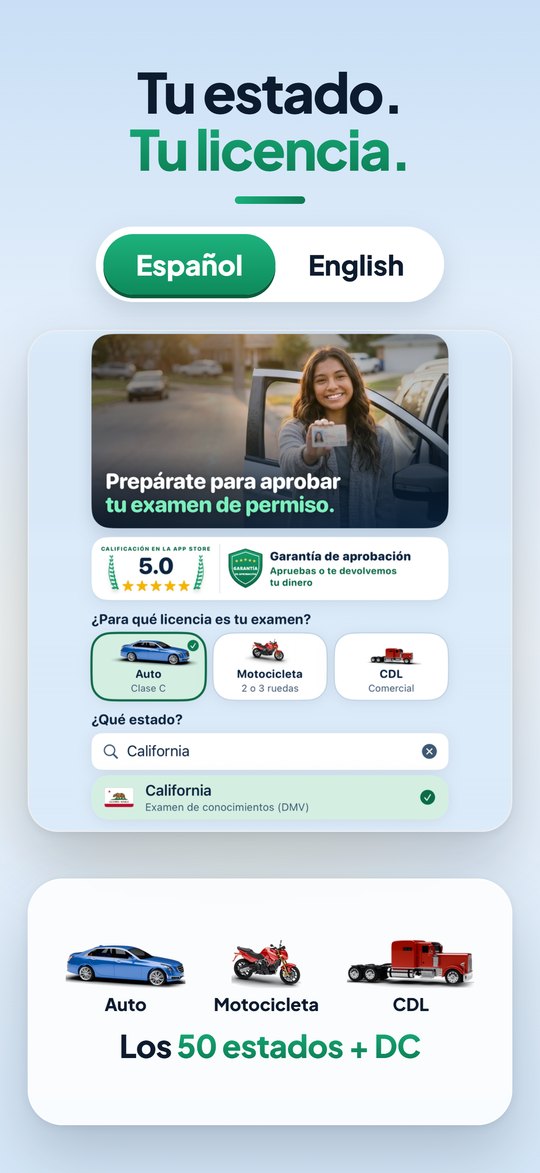 Tu estado.
Tu licencia.
Español English
Prepárate para aprobar
tu examen de permiso.
CALIFICACIÓN EN LA APP STORE
5.0
GARANTÍA
Garantía de aprobación
Apruebas o te devolvemos
tu dinero
¿Para qué licencia es tu examen?
Auto
Clase C
Motocicleta
2 o 3 ruedas
CDL
Comercial
¿Qué estado?
California
California
Examen de conocimientos (DMV)
Auto
Motocicleta
CDL
Los 50 estados + DC